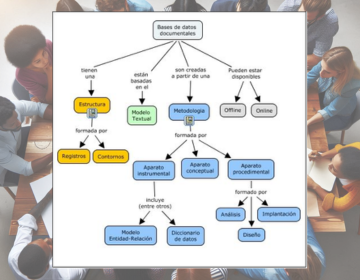 Bases de datos
documentales
tienen
una
están
basadas
en el
son creadas
a partir de una
Pueden estar
disponibles
Estructura
Modelo
Textual
Metodología
Offline
Online
formada por
formada por
Registros
Contornos
Aparato
instrumental
Aparato
conceptual
Aparato
procedimental
incluye
(entre otros)
formado por
Modelo
Entidad-Relación
Diccionario
de datos
Análisis
Implantación
Diseño